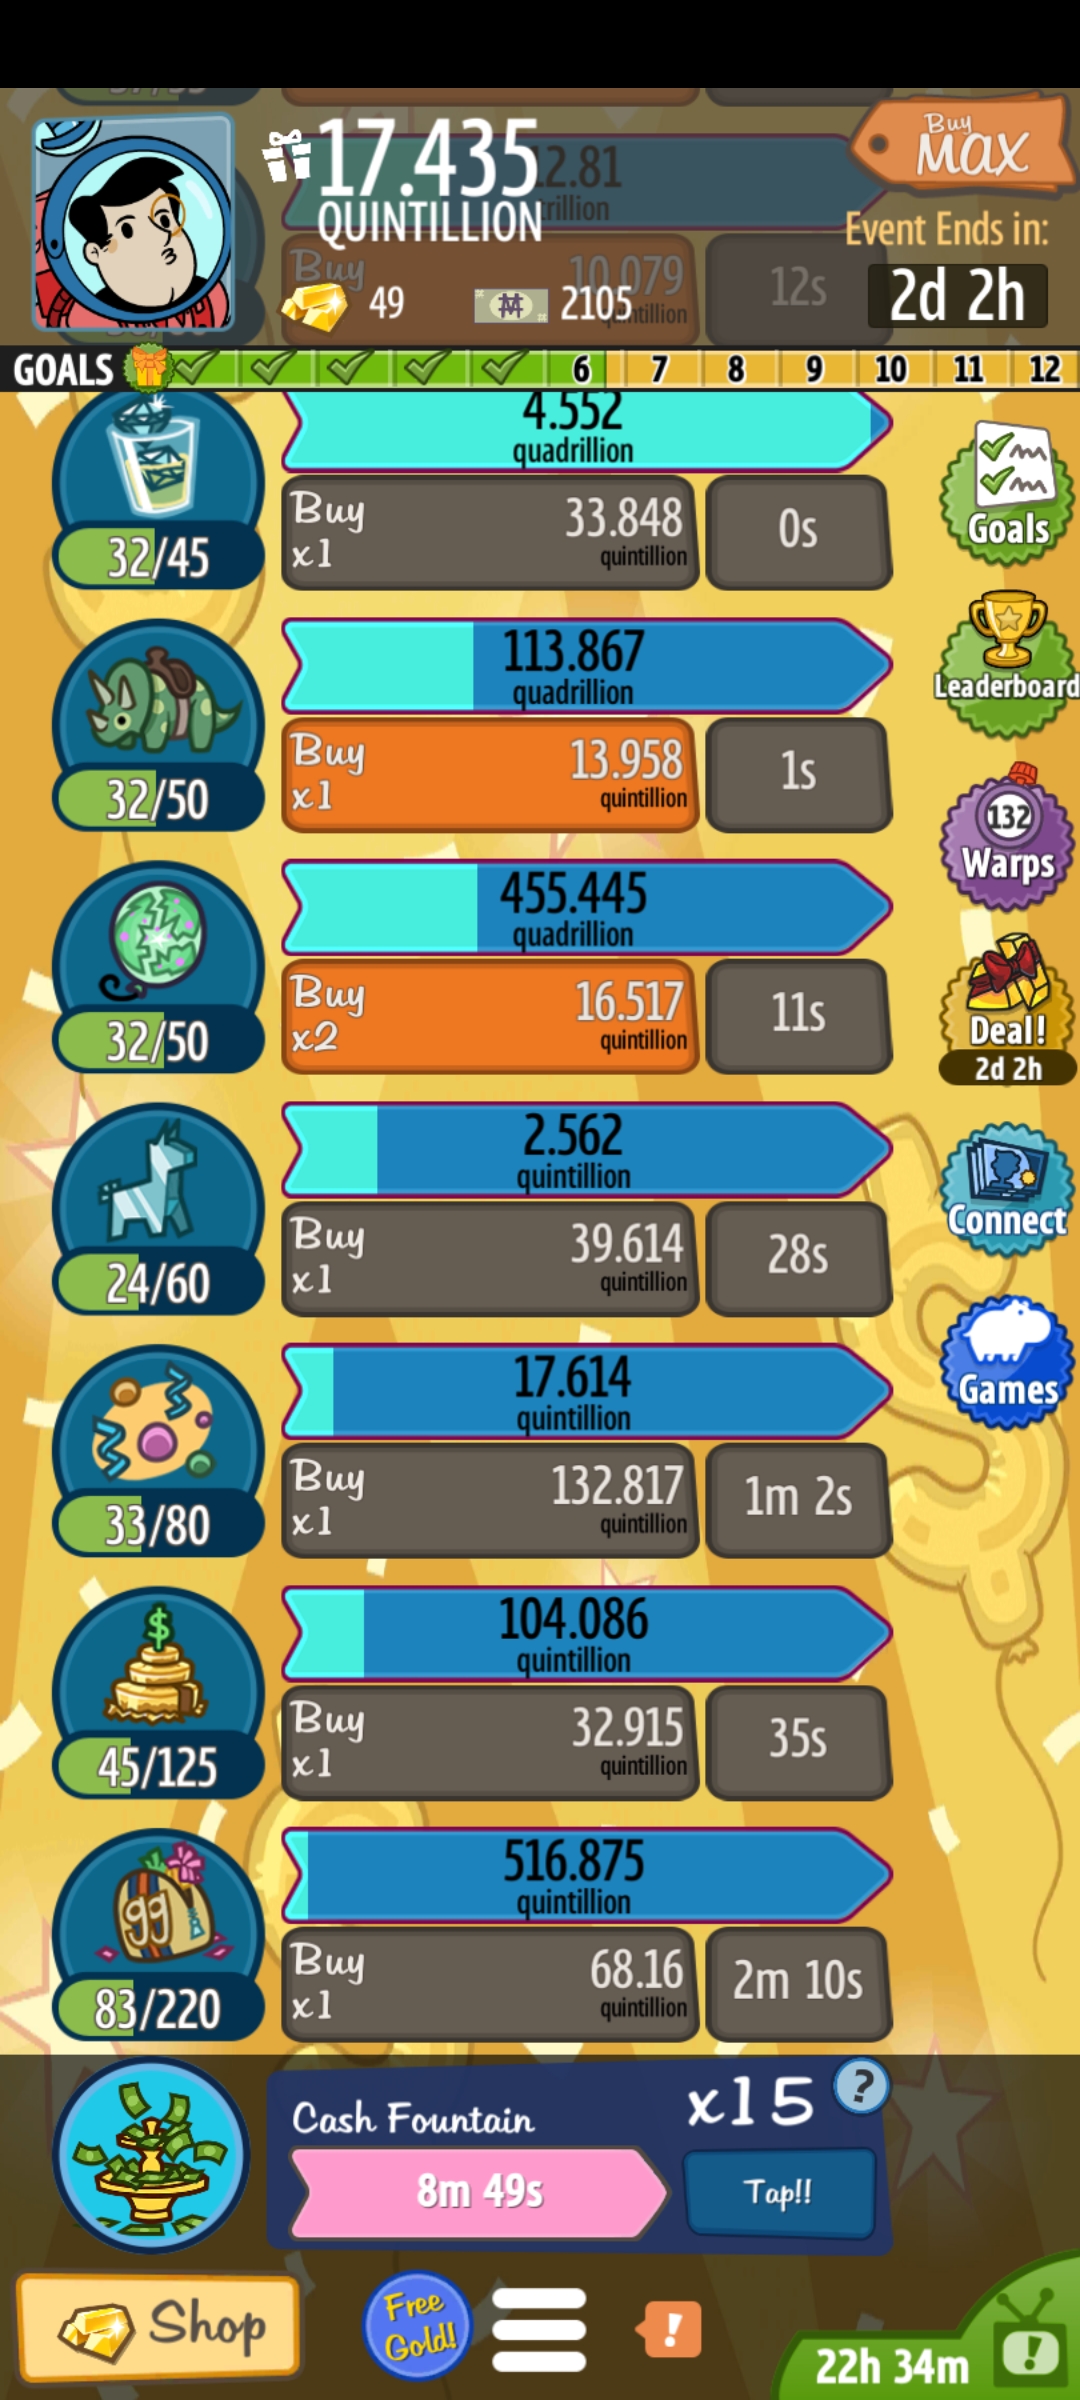 17.435
QUINTILLION
12.81
trillion
Buy
MAX
Event Ends in:
2d 2h
Buy
10.079
12s
49
2105
GOALS 6 7 8 9 10 11 12
4.552
quadrillion
32/45
Buy
x1
33.848
quintillion
0s
Goals
113.867
quadrillion
32/50
Buy
x1
13.958
quintillion
1s
Leaderboard
132
Warps
455.445
quadrillion
32/50
Buy
x2
16.517
quintillion
11s
Deal!
2d 2h
2.562
quintillion
24/60
Buy
x1
39.614
quintillion
28s
Connect
17.614
quintillion
33/80
Buy
x1
132.817
quintillion
1m 2s
Games
$
104.086
quintillion
45/125
Buy
x1
32.915
quintillion
35s
gg
516.875
quintillion
83/220
Buy
x1
68.16
quintillion
2m 10s
Cash Fountain
x15
?
8m 49s
Tap!!
Shop
Free
Gold!
!
22h 34m
!